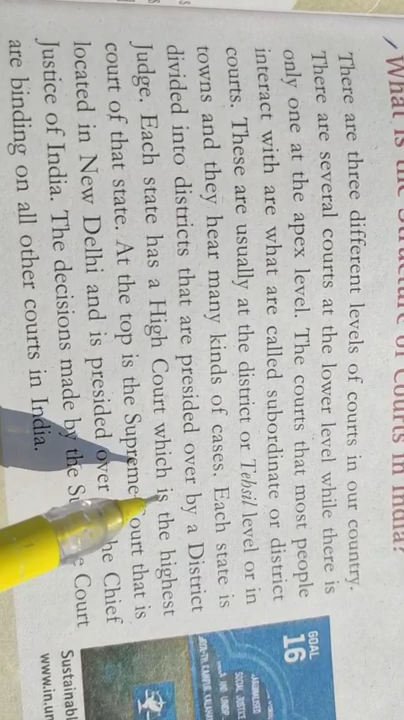 What is the Structure of Courts in India?
There are three different levels of courts in our country.
There are several courts at the lower level while there is
only one at the apex level. The courts that most people
interact with are what are called subordinate or district
courts. These are usually at the district or Tehsil level or in
towns and they hear many kinds of cases. Each state is
divided into districts that are presided over by a District
Judge. Each state has a High Court which is the highest
court of that state. At the top is the Supreme ourt that is
located in New Delhi and is presided over he Chief
Justice of India. The decisions made by the S e Court
are binding on all other courts in India.
GOAL
16
SOCIAL JUSTICE
Sustainabl
www.in.un